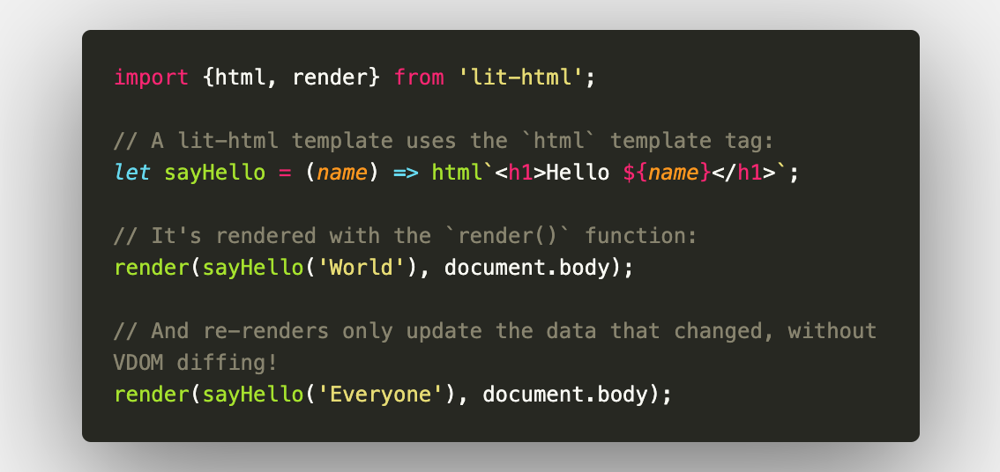 import {html, render} from 'lit-html';
// A lit-html template uses the `html` template tag:
let sayHello = (name) => html`<h1>Hello ${name}</h1>`;
// It's rendered with the `render()` function:
render(sayHello('World'), document.body);
// And re-renders only update the data that changed, without
VDOM diffing!
render(sayHello('Everyone'), document.body);